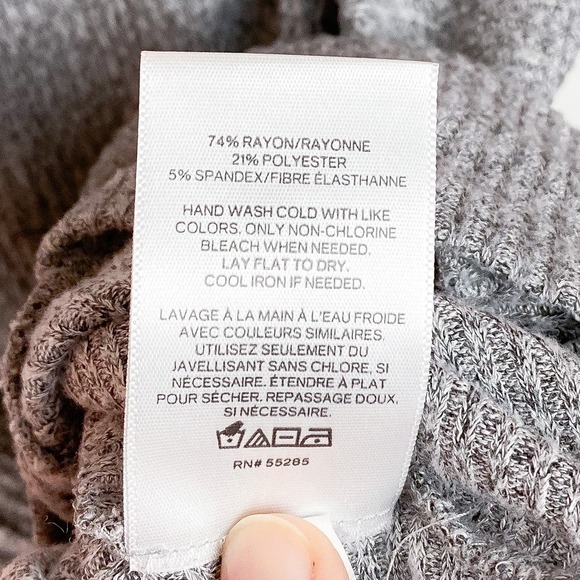 74% RAYON/RAYONNE
21% POLYESTER
5% SPANDEX/FIBRE ÉLASTHANNE
HAND WASH COLD WITH LIKE
COLORS. ONLY NON-CHLORINE
BLEACH WHEN NEEDED.
LAY FLAT TO DRY.
COOL IRON IF NEEDED.
LAVAGE À LA MAIN À L'EAU FROIDE
AVEC COULEURS SIMILAIRES.
UTILISEZ SEULEMENT DU
JAVELLISANT SANS CHLORE, SI
NÉCESSAIRE. ÉTENDRE À PLAT
POUR SÉCHER. REPASSAGE DOUX,
SI NÉCESSAIRE.
RN# 55285